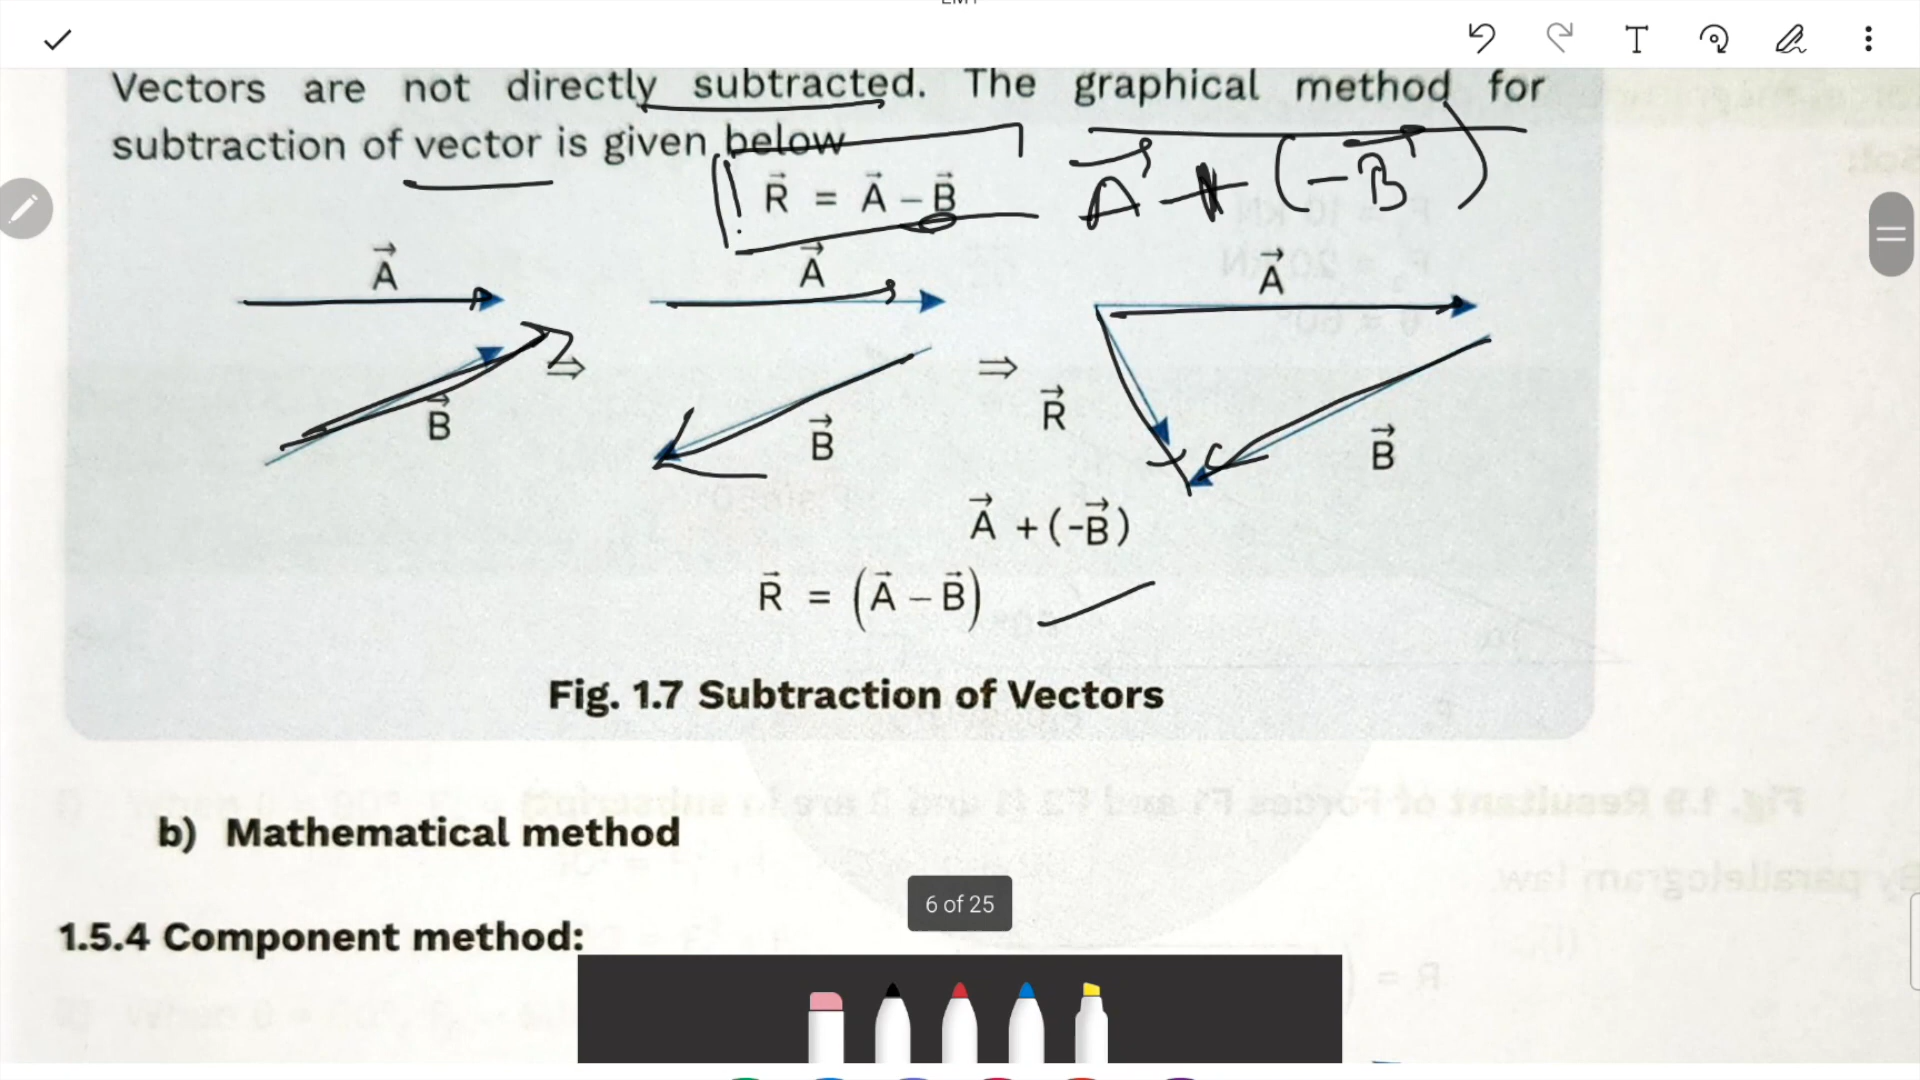 Vectors are not directly subtracted. The graphical method for
subtraction of vector is given below
R⃗ = A⃗ − B⃗
A⃗ + (−B⃗)
A⃗
B⃗
⇒
A⃗
B⃗
⇒
A⃗
R⃗
B⃗
A⃗ + (-B⃗)
R⃗ = (A⃗ − B⃗)
Fig. 1.7 Subtraction of Vectors
b) Mathematical method
6 of 25
1.5.4 Component method: